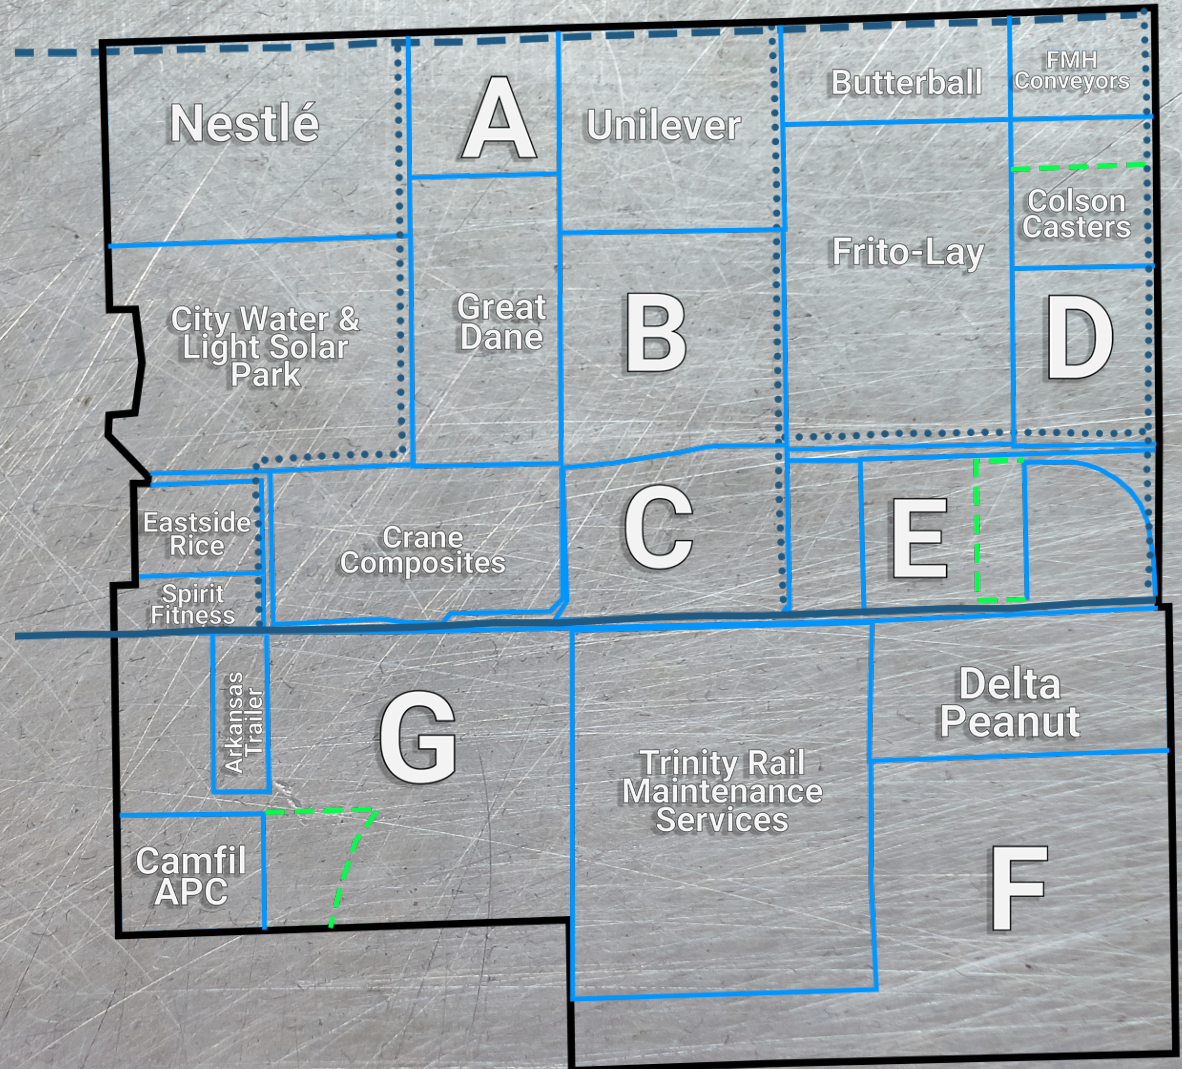 Nestlé
A
Unilever
Butterball
FMH
Conveyors
City Water &
Light Solar
Park
Great
Dane
B
Frito-Lay
Colson
Casters
D
Eastside
Rice
Spirit
Fitness
Crane
Composites
C
E
Arkansas
Trailer
G
Trinity Rail
Maintenance
Services
Delta
Peanut
Camfil
APC
F